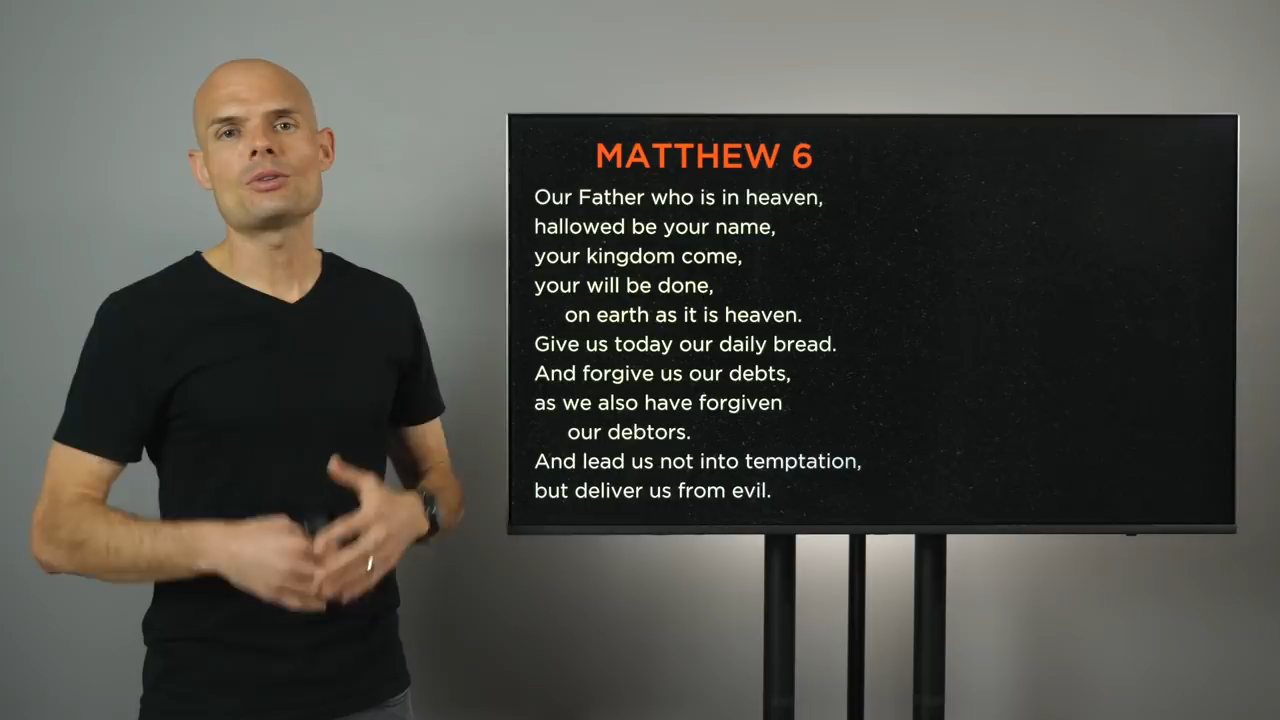 MATTHEW 6
Our Father who is in heaven,
hallowed be your name,
your kingdom come,
your will be done,
on earth as it is heaven.
Give us today our daily bread.
And forgive us our debts,
as we also have forgiven
our debtors.
And lead us not into temptation,
but deliver us from evil.